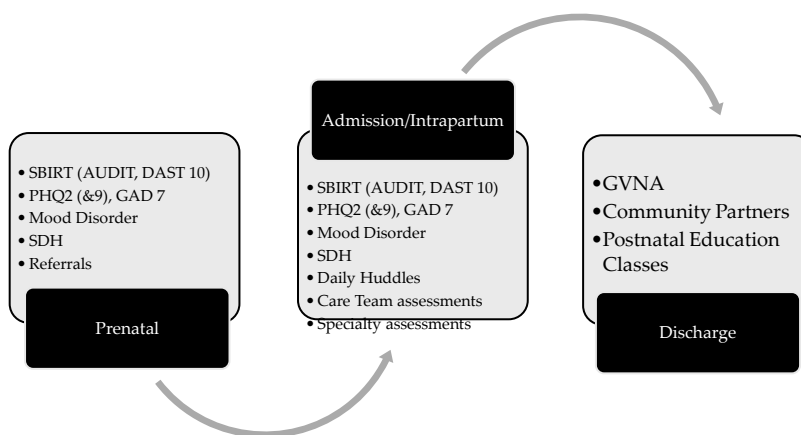 • SBIRT (AUDIT, DAST 10)
• PHQ2 (&9), GAD 7
• Mood Disorder
• SDH
• Referrals
Prenatal
Admission/Intrapartum
• SBIRT (AUDIT, DAST 10)
• PHQ2 (&9), GAD 7
• Mood Disorder
• SDH
• Daily Huddles
• Care Team assessments
• Specialty assessments
•GVNA
•Community Partners
•Postnatal Education
Classes
Discharge